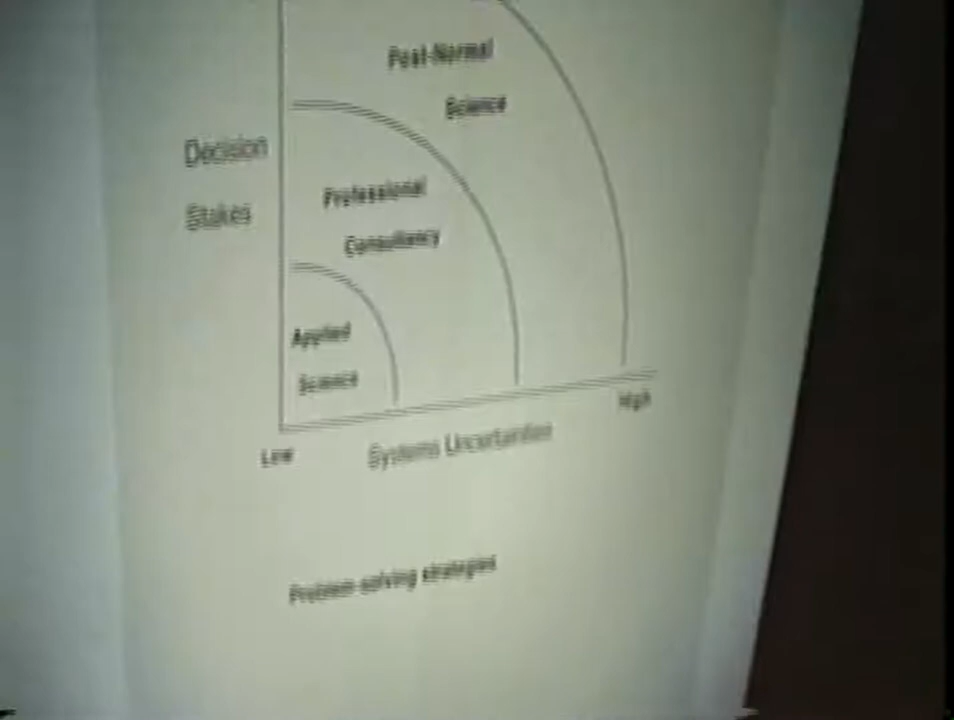 Post-Normal
Science
Decision
Stakes
Professional
Consultancy
Applied
Science
High
Low
Systems Uncertainties
Problem-solving strategies